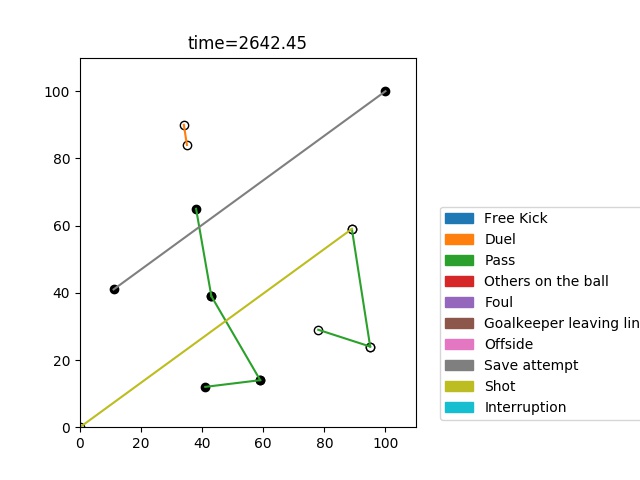 time=2642.45
100
80
60
40
20
0
0 20 40 60 80 100
Free Kick
Duel
Pass
Others on the ball
Foul
Goalkeeper leaving lin
Offside
Save attempt
Shot
Interruption